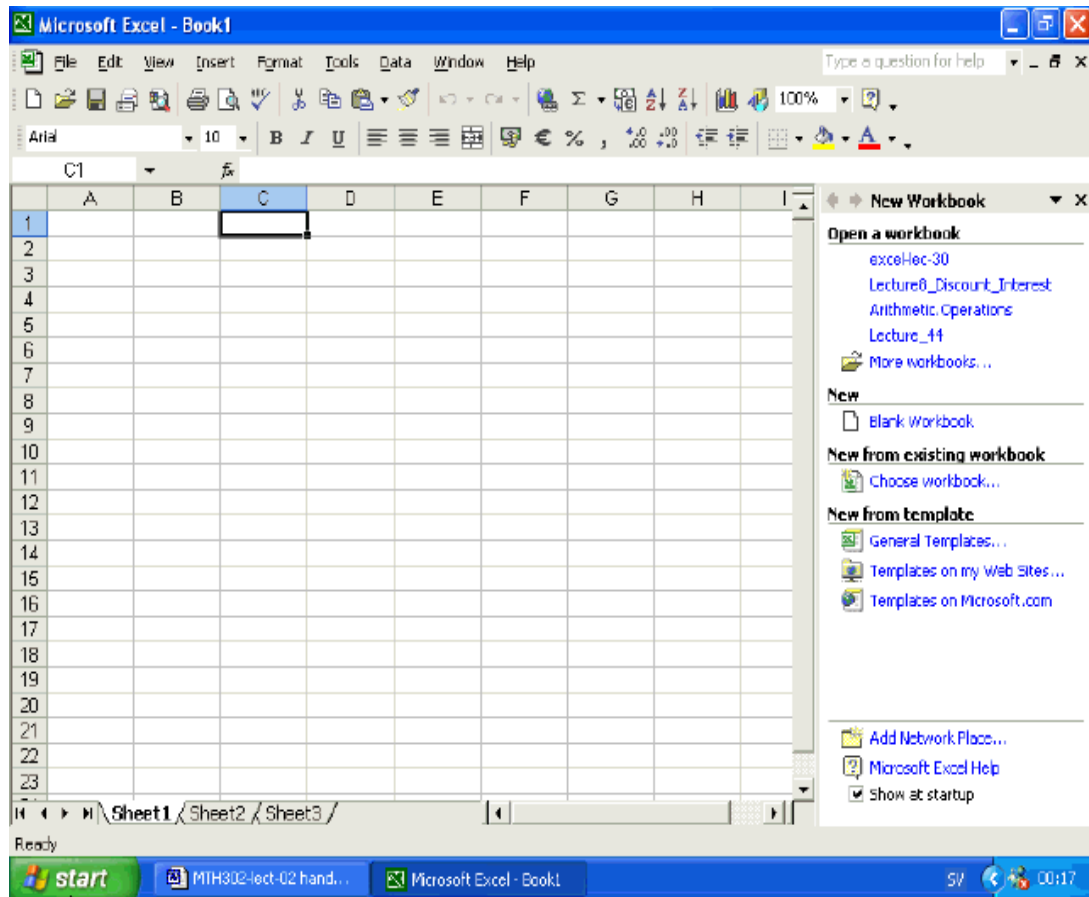 Microsoft Excel - Book1
File Edit View Insert Format Tools Data Window Help Type a question for help
100%
Arial 10 B I U € % ,
C1 fx
A B C D E F G H I
New Workbook
1
Open a workbook
2
excel-lec-30
3
Lecture8_Discount_Interest
4
Arithmetic Operations
5
Lecture_44
6
More workbooks...
7
New
8
Blank Workbook
9
10
New from existing workbook
11
Choose workbook...
12
New from template
13
General Templates...
14
Templates on my Web Sites...
15
Templates on Microsoft.com
16
17
18
19
20
21
Add Network Place...
22
Microsoft Excel Help
23
Show at startup
Sheet1 Sheet2 Sheet3
Ready
start MTH302-lect-02 hand... Microsoft Excel - Book1 SV 00:17